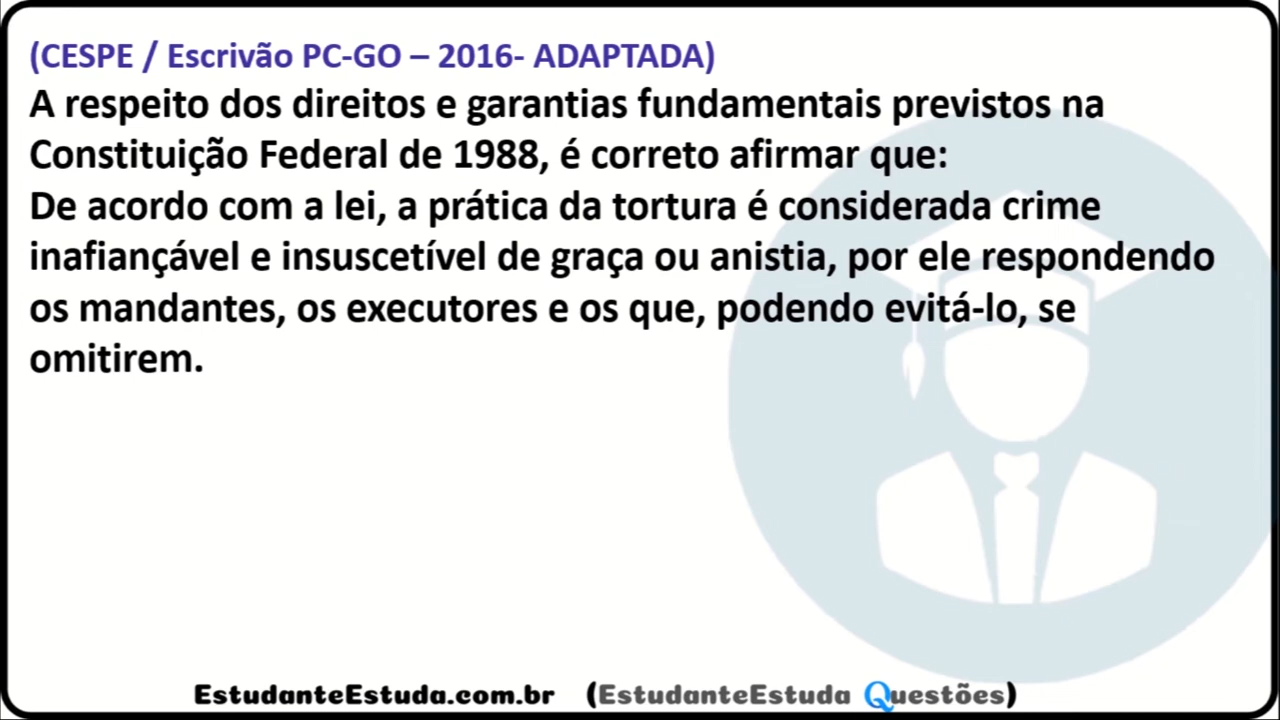 (CESPE / Escrivão PC-GO – 2016- ADAPTADA)
A respeito dos direitos e garantias fundamentais previstos na
Constituição Federal de 1988, é correto afirmar que:
De acordo com a lei, a prática da tortura é considerada crime
inafiançável e insuscetível de graça ou anistia, por ele respondendo
os mandantes, os executores e os que, podendo evitá-lo, se
omitirem.
EstudanteEstuda.com.br (EstudanteEstuda Questões)